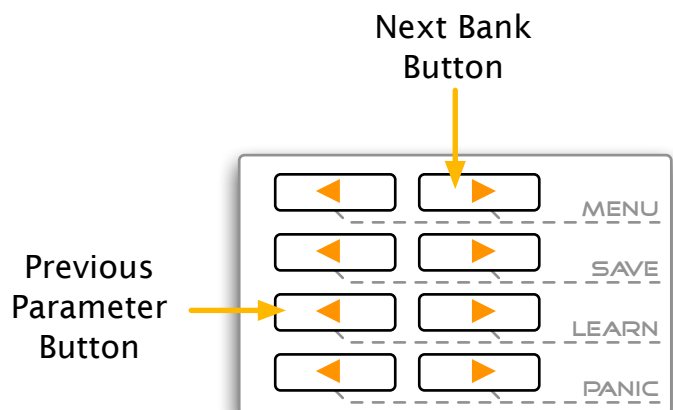 Next Bank
Button
MENU
SAVE
Previous
Parameter
Button
LEARN
PANIC